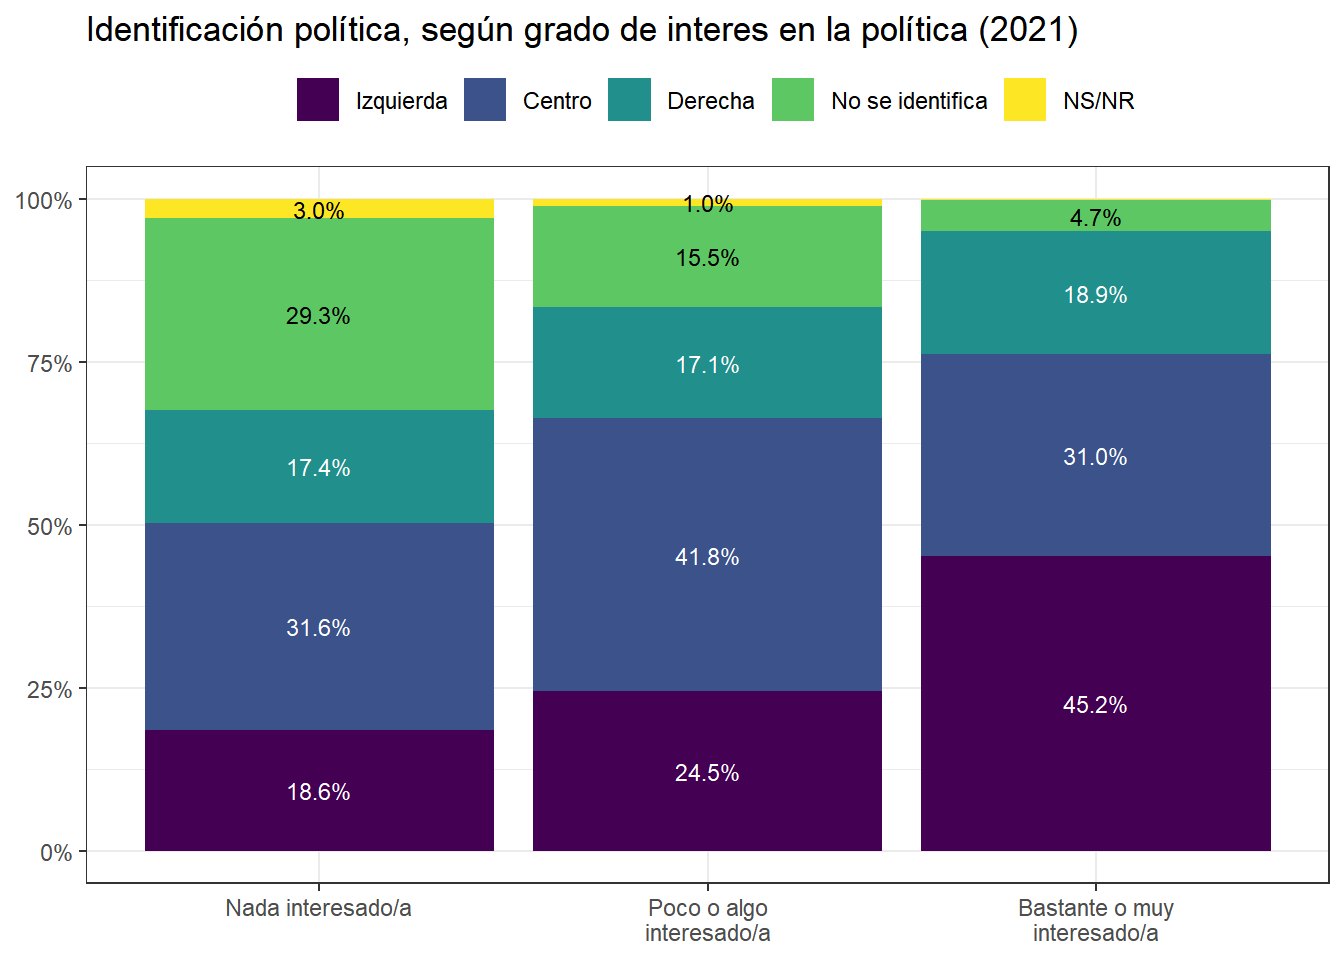 Identificación política, según grado de interes en la política (2021)
Izquierda Centro Derecha No se identifica NS/NR
100%
75%
50%
25%
0%
3.0%
29.3%
17.4%
31.6%
18.6%
1.0%
15.5%
17.1%
41.8%
24.5%
4.7%
18.9%
31.0%
45.2%
Nada interesado/a
Poco o algo
interesado/a
Bastante o muy
interesado/a